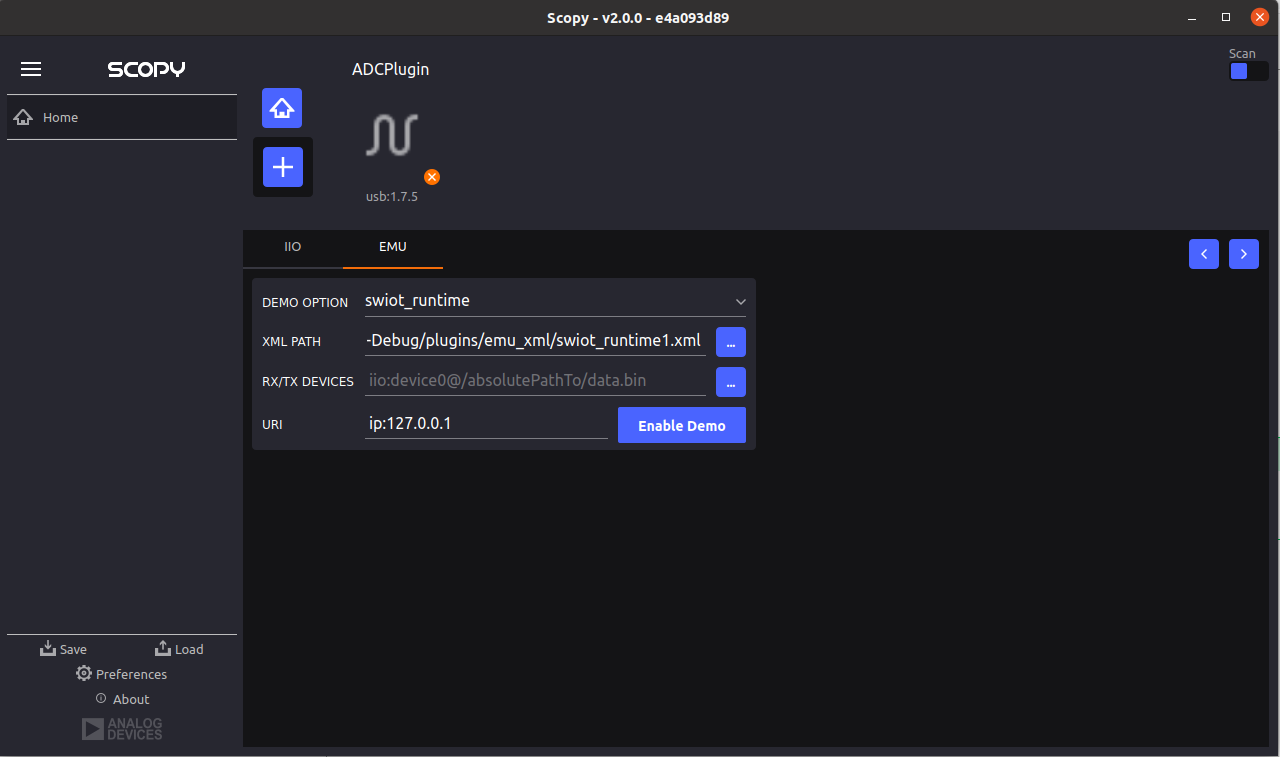 Scopy - v2.0.0 - e4a093d89
SCOPY
ADCPlugin
Scan
Home
usb:1.7.5
IIO
EMU
DEMO OPTION
swiot_runtime
XML PATH
-Debug/plugins/emu_xml/swiot_runtime1.xml
...
RX/TX DEVICES
iio:device0@/absolutePathTo/data.bin
...
URI
ip:127.0.0.1
Enable Demo
Save
Load
Preferences
About
ANALOG
DEVICES